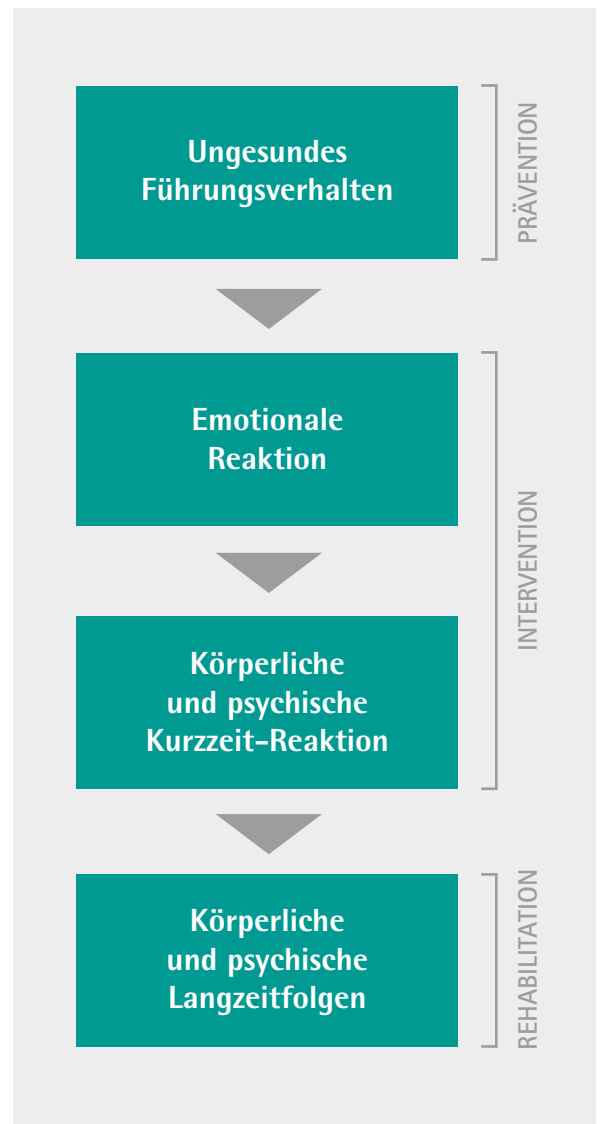 Ungesundes
Führungsverhalten
PRÄVENTION
Emotionale
Reaktion
INTERVENTION
Körperliche
und psychische
Kurzzeit-Reaktion
Körperliche
und psychische
Langzeitfolgen
REHABILITATION